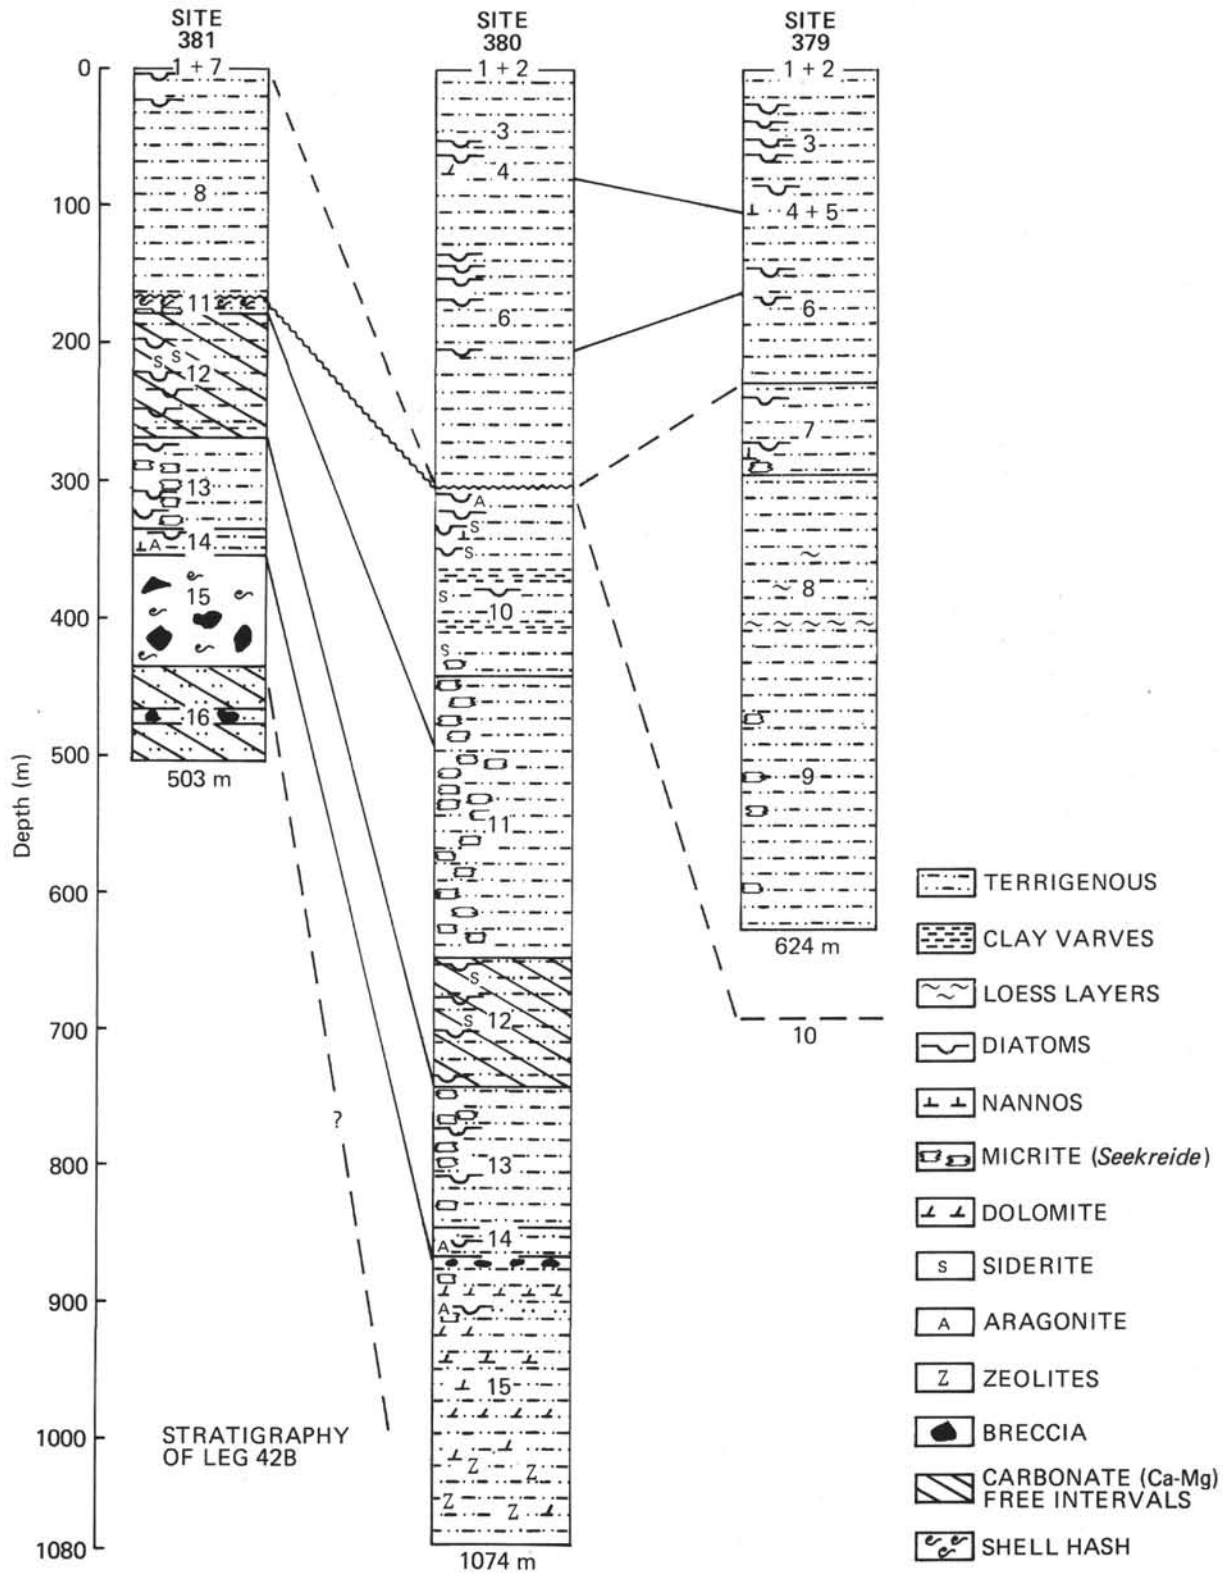 SITE
381
SITE
380
SITE
379
0
100
200
300
400
500
600
700
800
900
1000
1080
Depth (m)
1 + 7
8
11
S
S
12
13
A
14
15
16
503 m
1 + 2
3
4
6
A
S
S
S
10
S
11
S
S
12
13
14
A
A
15
Z
Z
Z
Z
1074 m
1 + 2
3
4 + 5
6
7
8
9
624 m
10
?
STRATIGRAPHY
OF LEG 42B
TERRIGENOUS
CLAY VARVES
LOESS LAYERS
DIATOMS
NANNOS
MICRITE (Seekreide)
DOLOMITE
S SIDERITE
A ARAGONITE
Z ZEOLITES
BRECCIA
CARBONATE (Ca-Mg)
FREE INTERVALS
SHELL HASH